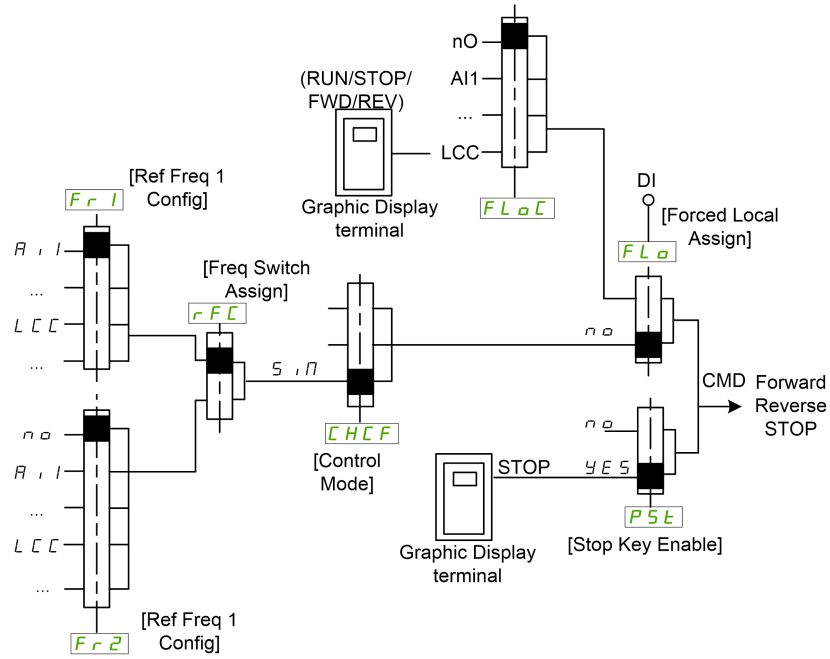 nO
AI1
...
LCC
FLoC
(RUN/STOP/
FWD/REV)
Graphic Display
terminal
[Ref Freq 1
Config]
Fr1
Ai1
...
LCC
...
[Freq Switch
Assign]
rFC
SiM
CHCF
[Control
Mode]
DI
[Forced Local
Assign]
FLo
no
CMD
Forward
Reverse
STOP
no
Ai1
...
LCC
...
Fr2
[Ref Freq 1
Config]
STOP
Graphic Display
terminal
no
YES
PSt
[Stop Key Enable]